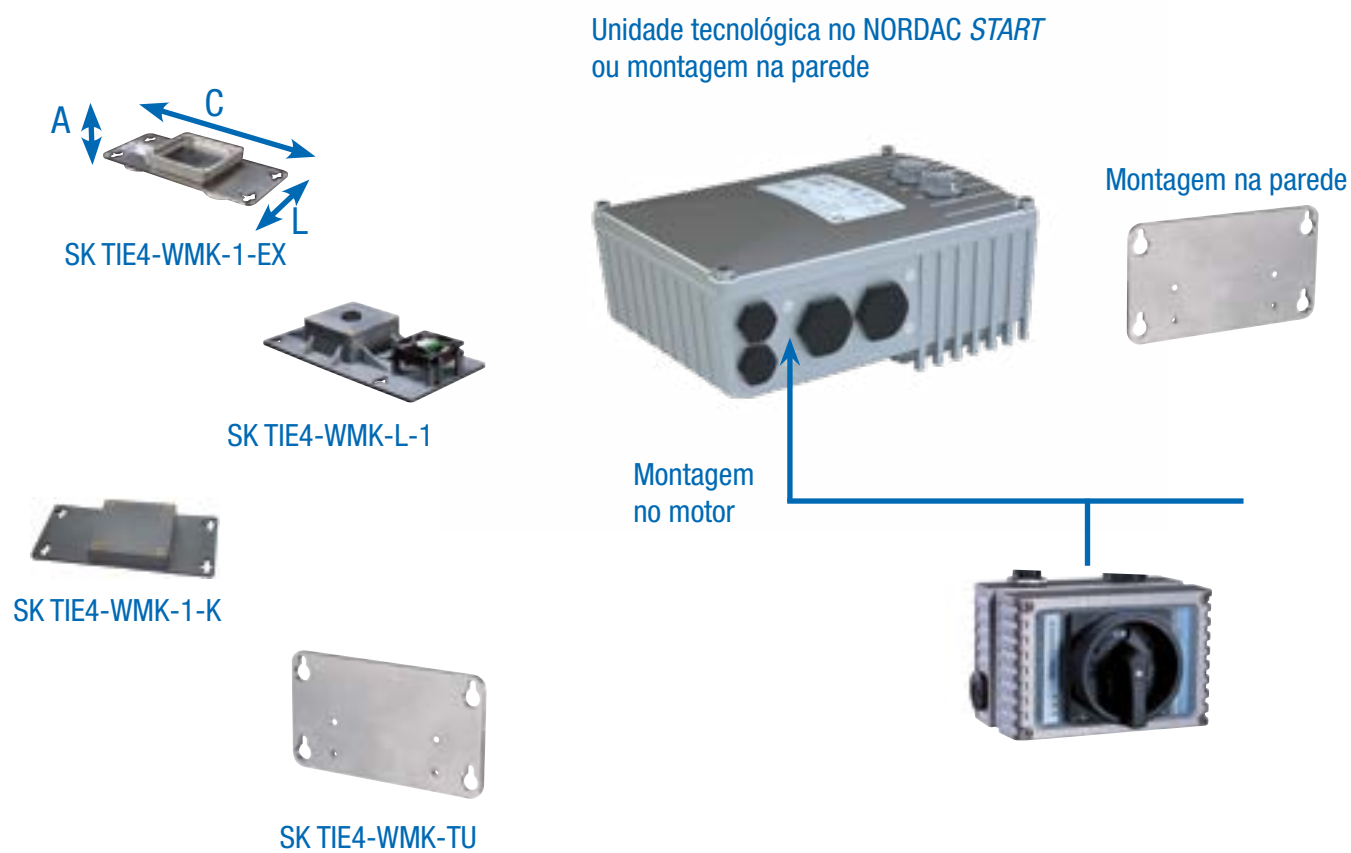 Unidade tecnológica no NORDAC START
ou montagem na parede
A
C
L
SK TIE4-WMK-1-EX
Montagem na parede
SK TIE4-WMK-L-1
Montagem
no motor
SK TIE4-WMK-1-K
SK TIE4-WMK-TU